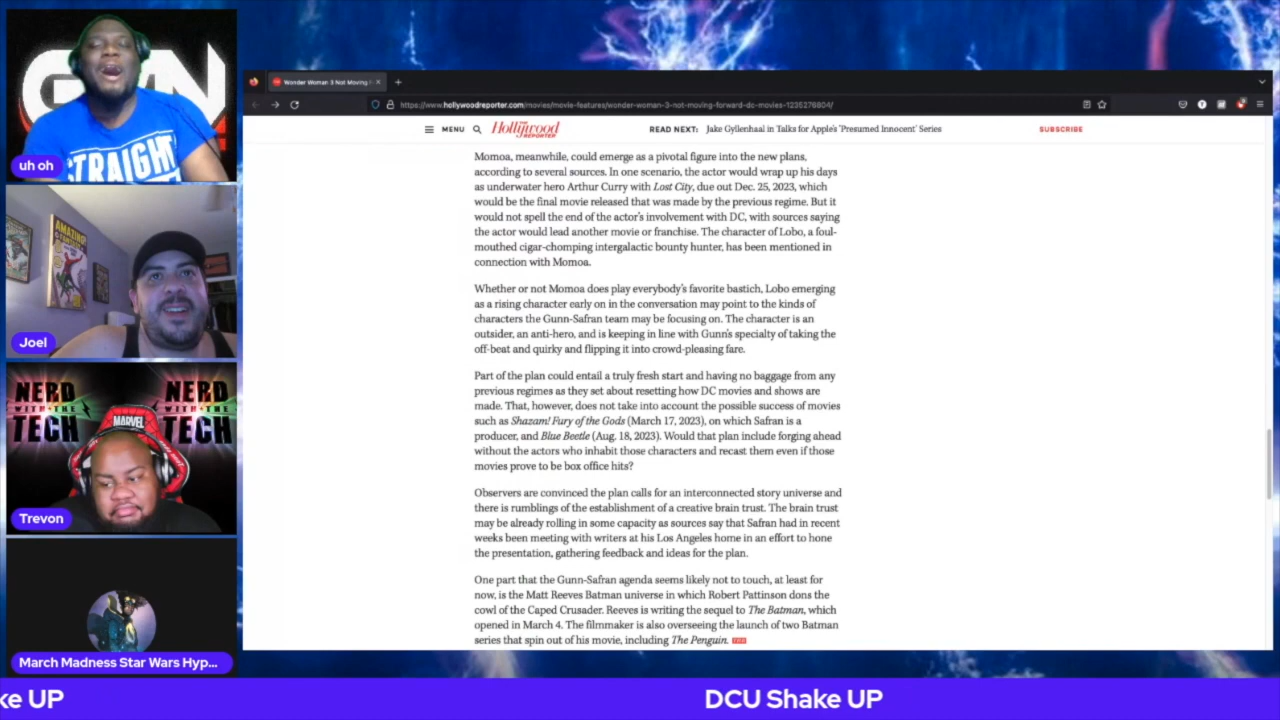 GVN
STRAIGHT
uh oh
AMAZING
Joel
NERD
WITH•THE
TECH
NERD
WITH•THE
TECH
MARVEL
Trevon
March Madness Star Wars Hyp...
Wonder Woman 3 Not Moving
https://www.hollywoodreporter.com/movies/movie-features/wonder-woman-3-not-moving-forward-dc-movies-1235276804/
MENU
Hollywood
REPORTER
READ NEXT: Jake Gyllenhaal in Talks for Apple's 'Presumed Innocent' Series
SUBSCRIBE
Momoa, meanwhile, could emerge as a pivotal figure into the new plans,
according to several sources. In one scenario, the actor would wrap up his days
as underwater hero Arthur Curry with Lost City, due out Dec. 25, 2023, which
would be the final movie released that was made by the previous regime. But it
would not spell the end of the actor's involvement with DC, with sources saying
the actor would lead another movie or franchise. The character of Lobo, a foul-
mouthed cigar-chomping intergalactic bounty hunter, has been mentioned in
connection with Momoa.
Whether or not Momoa does play everybody's favorite bastich, Lobo emerging
as a rising character early on in the conversation may point to the kinds of
characters the Gunn-Safran team may be focusing on. The character is an
outsider, an anti-hero, and is keeping in line with Gunn's specialty of taking the
off-beat and quirky and flipping it into crowd-pleasing fare.
Part of the plan could entail a truly fresh start and having no baggage from any
previous regimes as they set about resetting how DC movies and shows are
made. That, however, does not take into account the possible success of movies
such as Shazam! Fury of the Gods (March 17, 2023), on which Safran is a
producer, and Blue Beetle (Aug. 18, 2023). Would that plan include forging ahead
without the actors who inhabit those characters and recast them even if those
movies prove to be box office hits?
Observers are convinced the plan calls for an interconnected story universe and
there is rumblings of the establishment of a creative brain trust. The brain trust
may be already rolling in some capacity as sources say that Safran had in recent
weeks been meeting with writers at his Los Angeles home in an effort to hone
the presentation, gathering feedback and ideas for the plan.
One part that the Gunn-Safran agenda seems likely not to touch, at least for
now, is the Matt Reeves Batman universe in which Robert Pattinson dons the
cowl of the Caped Crusader. Reeves is writing the sequel to The Batman, which
opened in March 4. The filmmaker is also overseeing the launch of two Batman
series that spin out of his movie, including The Penguin. THR
ke UP
DCU Shake UP